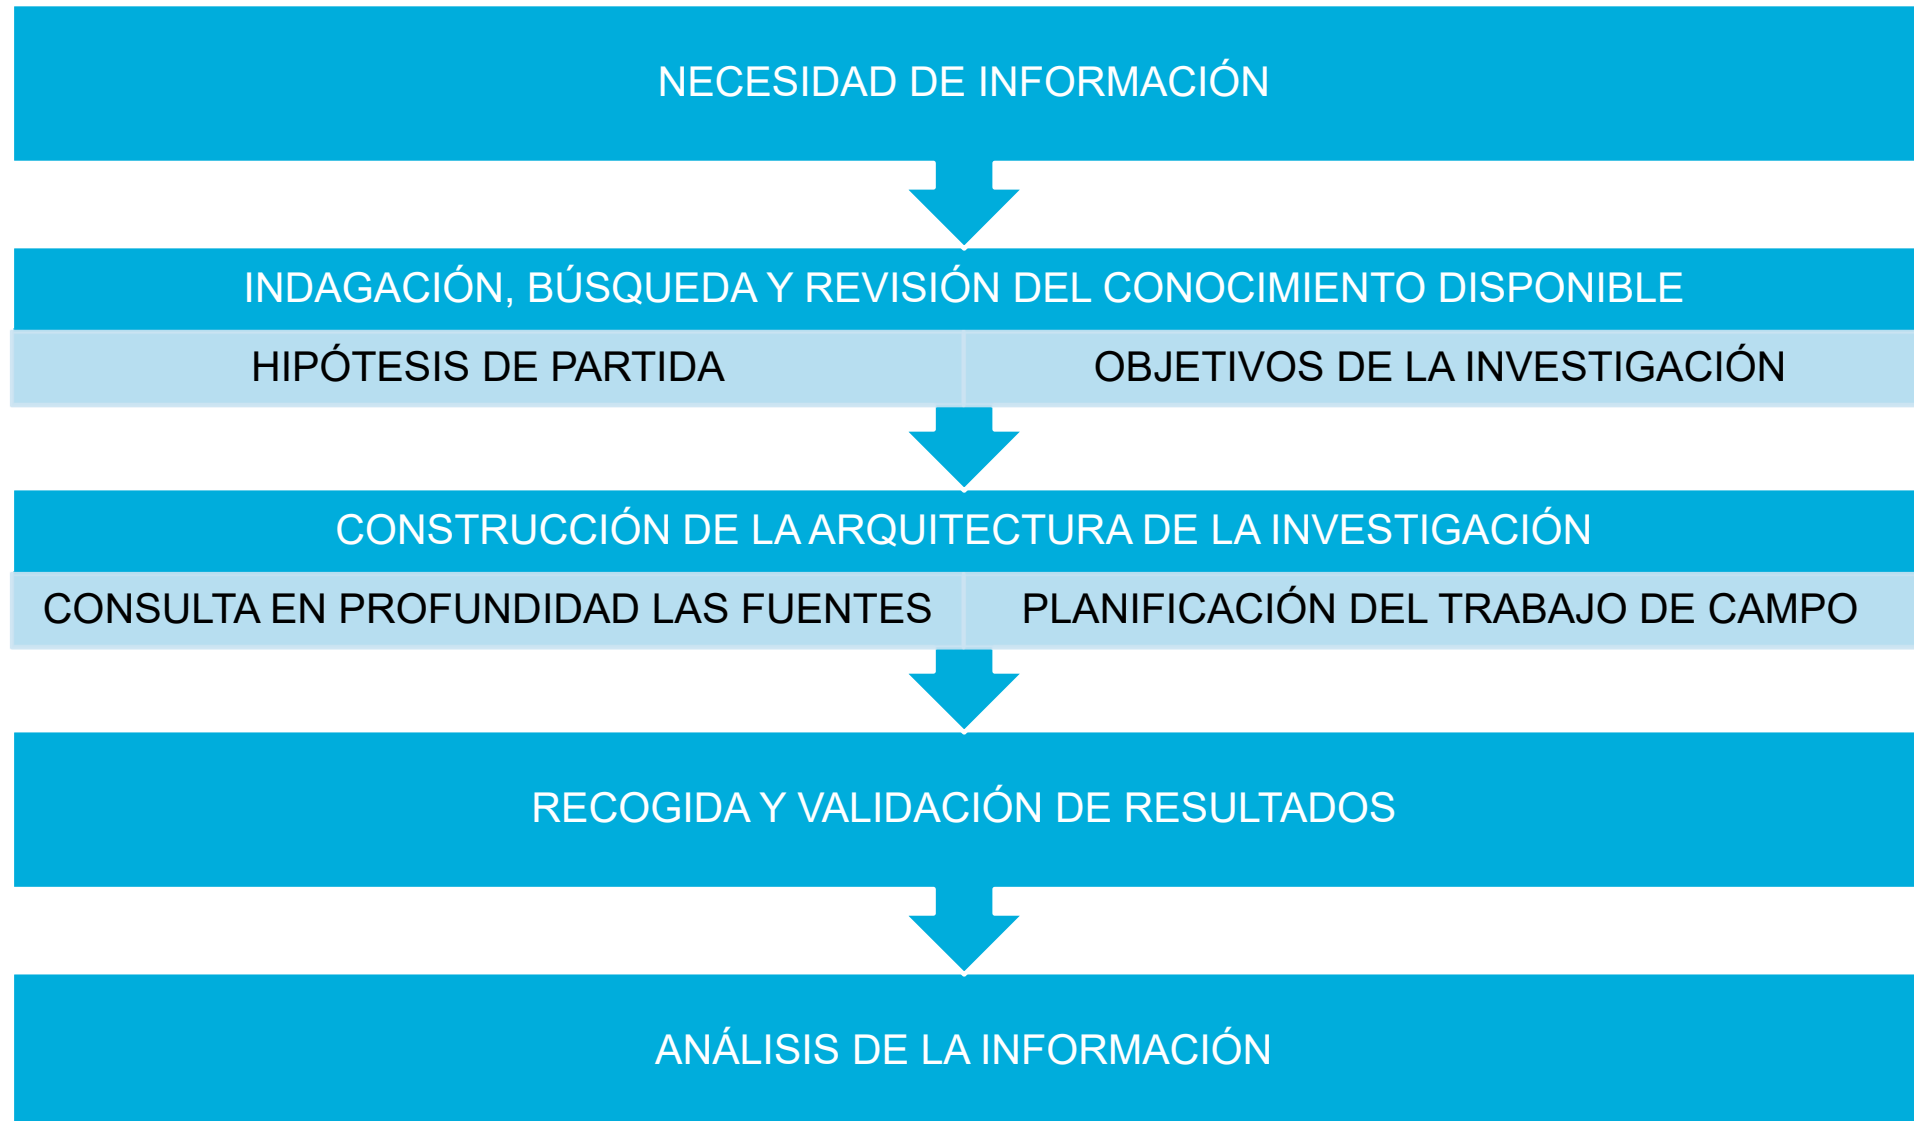 NECESIDAD DE INFORMACIÓN
INDAGACIÓN, BÚSQUEDA Y REVISIÓN DEL CONOCIMIENTO DISPONIBLE
HIPÓTESIS DE PARTIDA
OBJETIVOS DE LA INVESTIGACIÓN
CONSTRUCCIÓN DE LA ARQUITECTURA DE LA INVESTIGACIÓN
CONSULTA EN PROFUNDIDAD LAS FUENTES
PLANIFICACIÓN DEL TRABAJO DE CAMPO
RECOGIDA Y VALIDACIÓN DE RESULTADOS
ANÁLISIS DE LA INFORMACIÓN